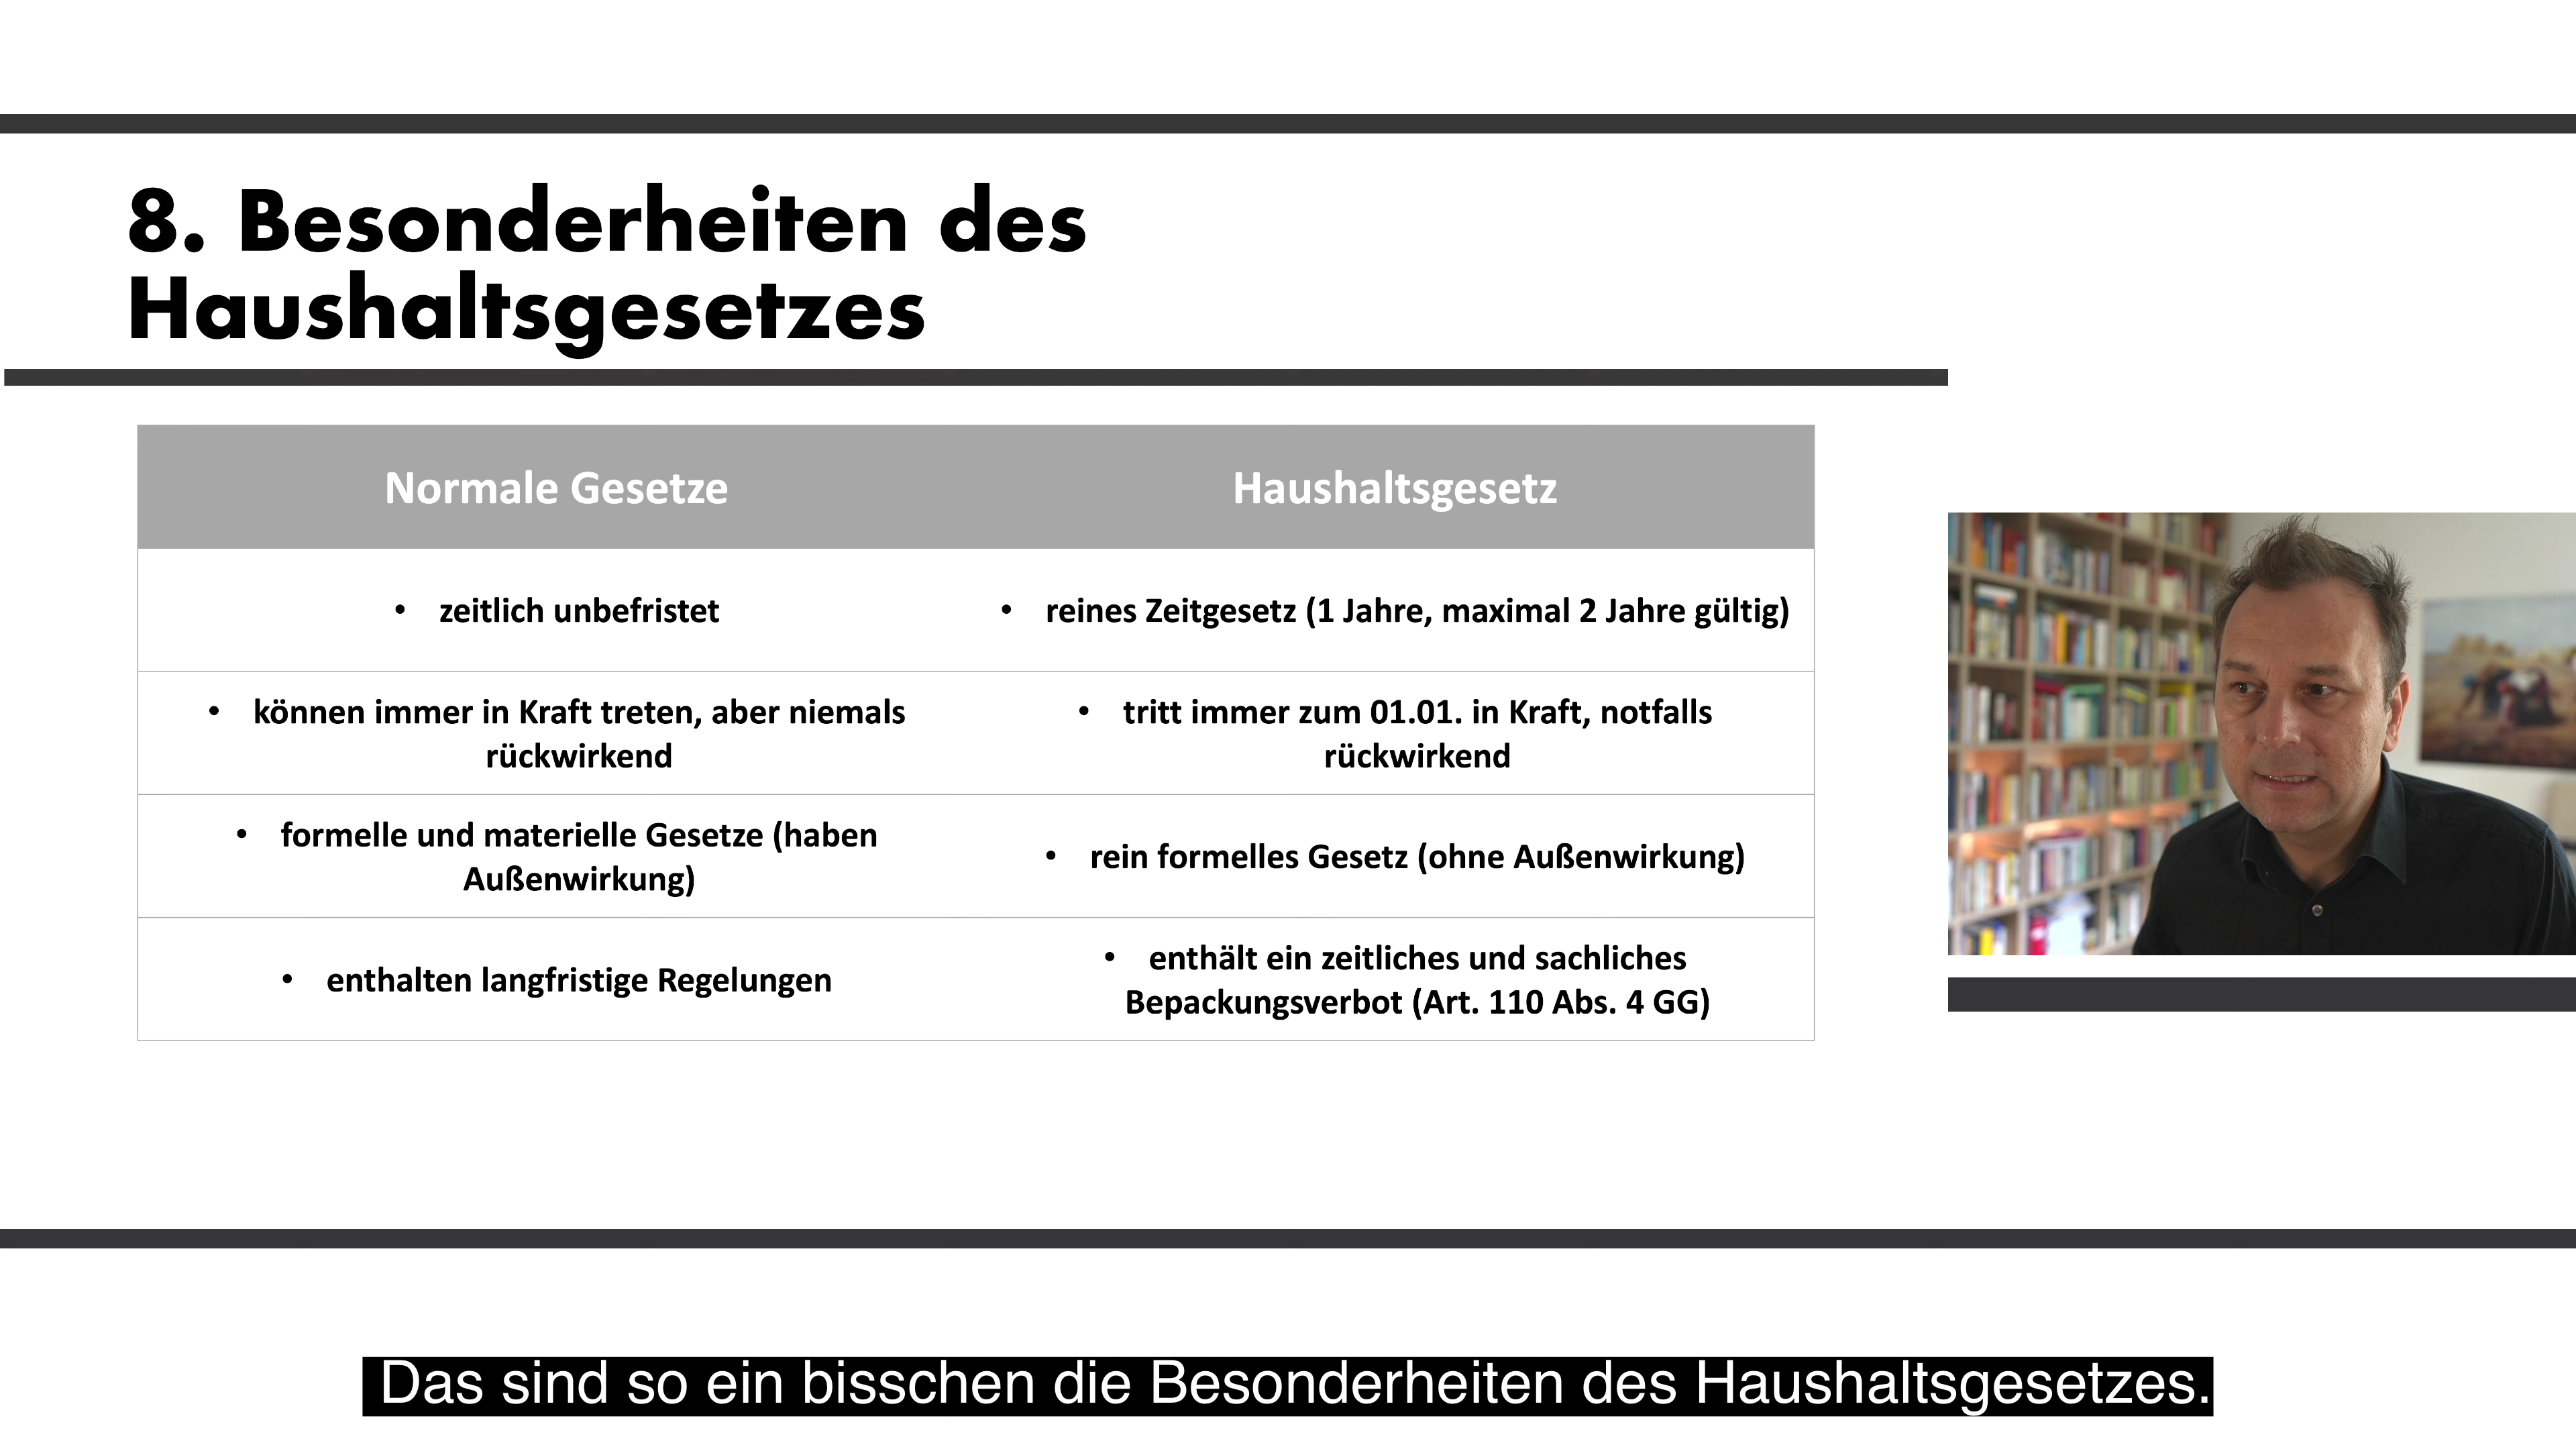 8. Besonderheiten des
Haushaltsgesetzes
Normale Gesetze
Haushaltsgesetz
• zeitlich unbefristet
• reines Zeitgesetz (1 Jahre, maximal 2 Jahre gültig)
• können immer in Kraft treten, aber niemals
rückwirkend
• tritt immer zum 01.01. in Kraft, notfalls
rückwirkend
• formelle und materielle Gesetze (haben
Außenwirkung)
• rein formelles Gesetz (ohne Außenwirkung)
• enthalten langfristige Regelungen
• enthält ein zeitliches und sachliches
Bepackungsverbot (Art. 110 Abs. 4 GG)
Das sind so ein bisschen die Besonderheiten des Haushaltsgesetzes.